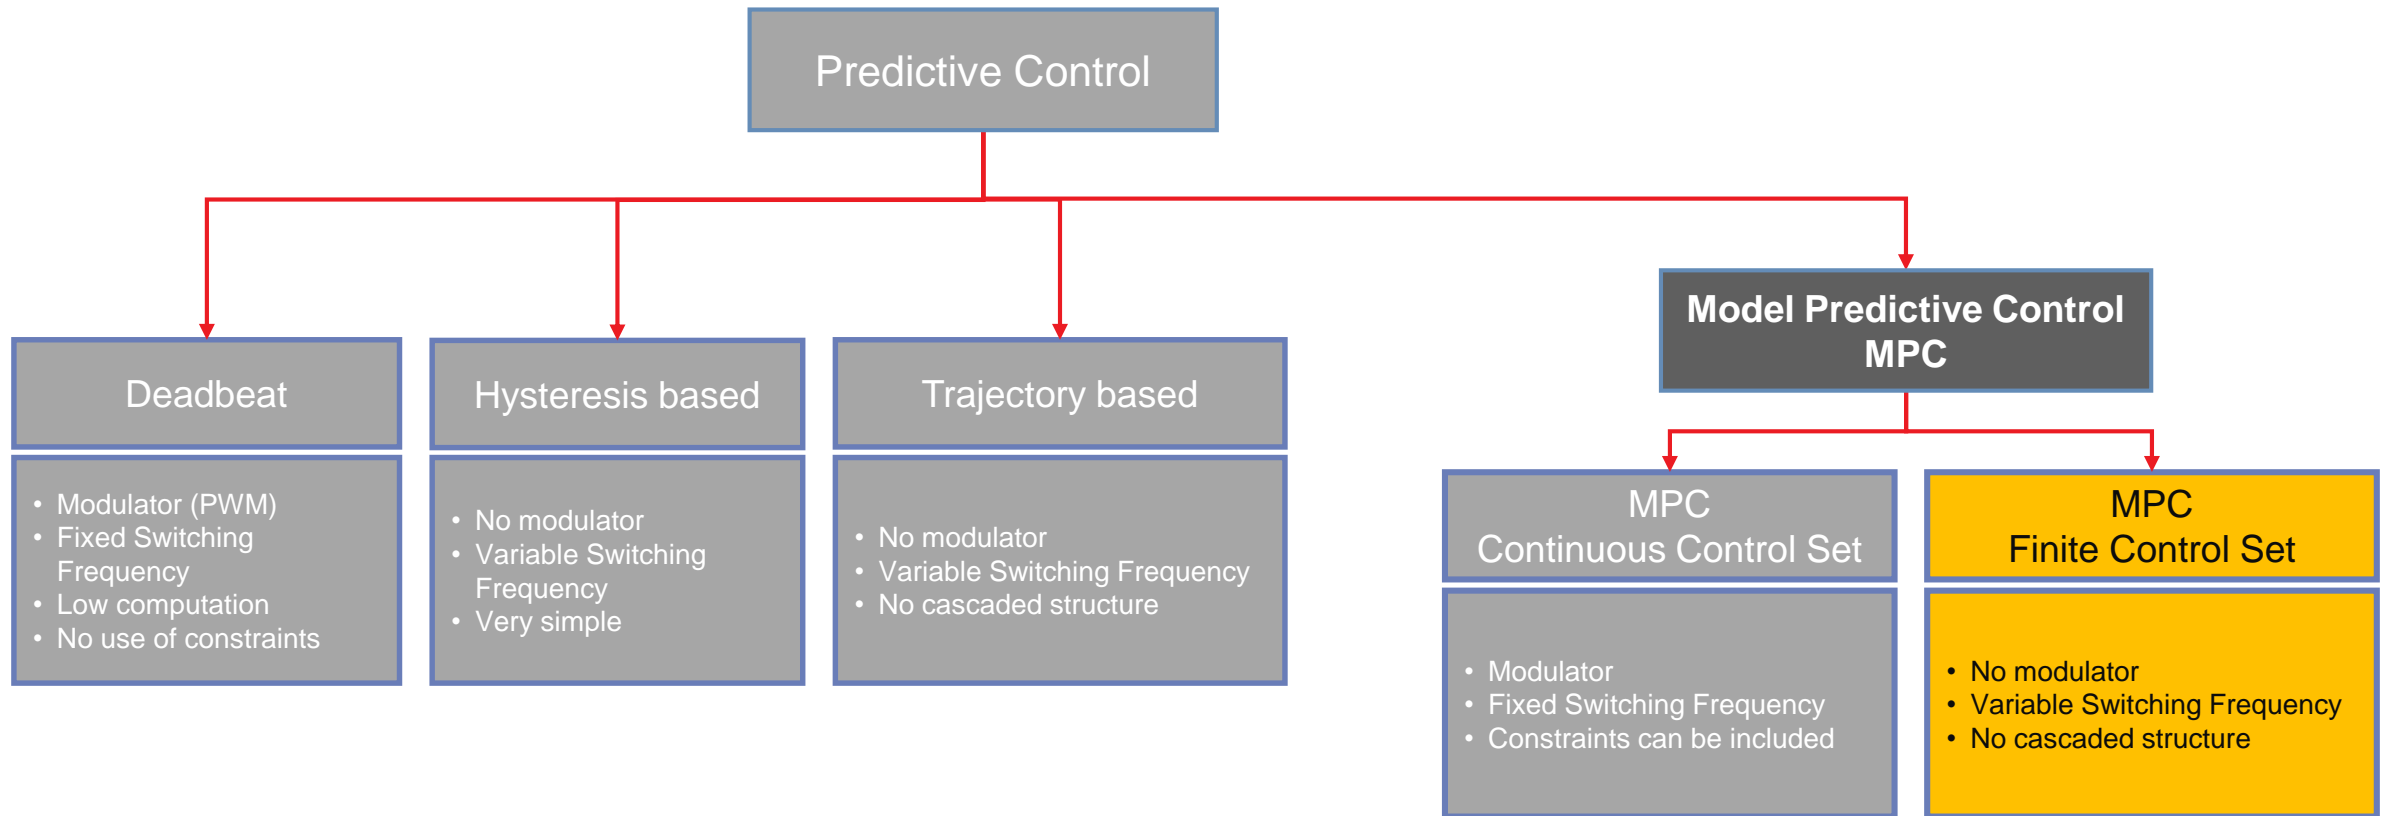 Predictive Control
Model Predictive Control
MPC
Deadbeat
• Modulator (PWM)
• Fixed Switching
Frequency
• Low computation
• No use of constraints
Hysteresis based
• No modulator
• Variable Switching
Frequency
• Very simple
Trajectory based
• No modulator
• Variable Switching Frequency
• No cascaded structure
MPC
Continuous Control Set
• Modulator
• Fixed Switching Frequency
• Constraints can be included
MPC
Finite Control Set
• No modulator
• Variable Switching Frequency
• No cascaded structure